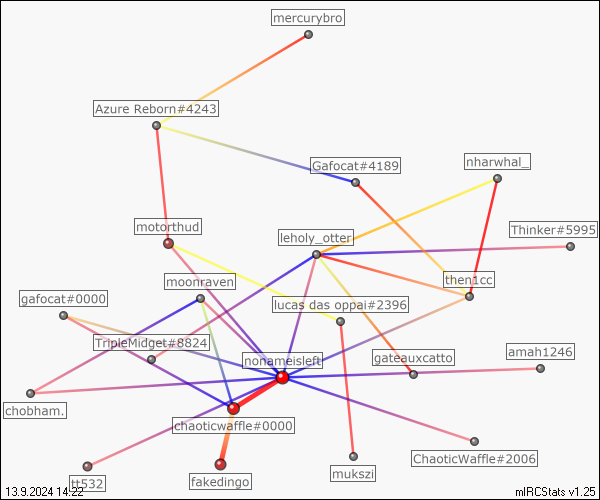 mercurybro
Azure Reborn#4243
Gafocat#4189
nharwhal_
motorthud
leholy_otter
Thinker#5995
moonraven
then1cc
gafocat#0000
lucas das oppai#2396
TripleMidget#8824
nonameisleft
gateauxcatto
amah1246
chobham.
chaoticwaffle#0000
ChaoticWaffle#2006
tt532
fakedingo
mukszi
13.9.2024 14:22
mIRCStats v1.25